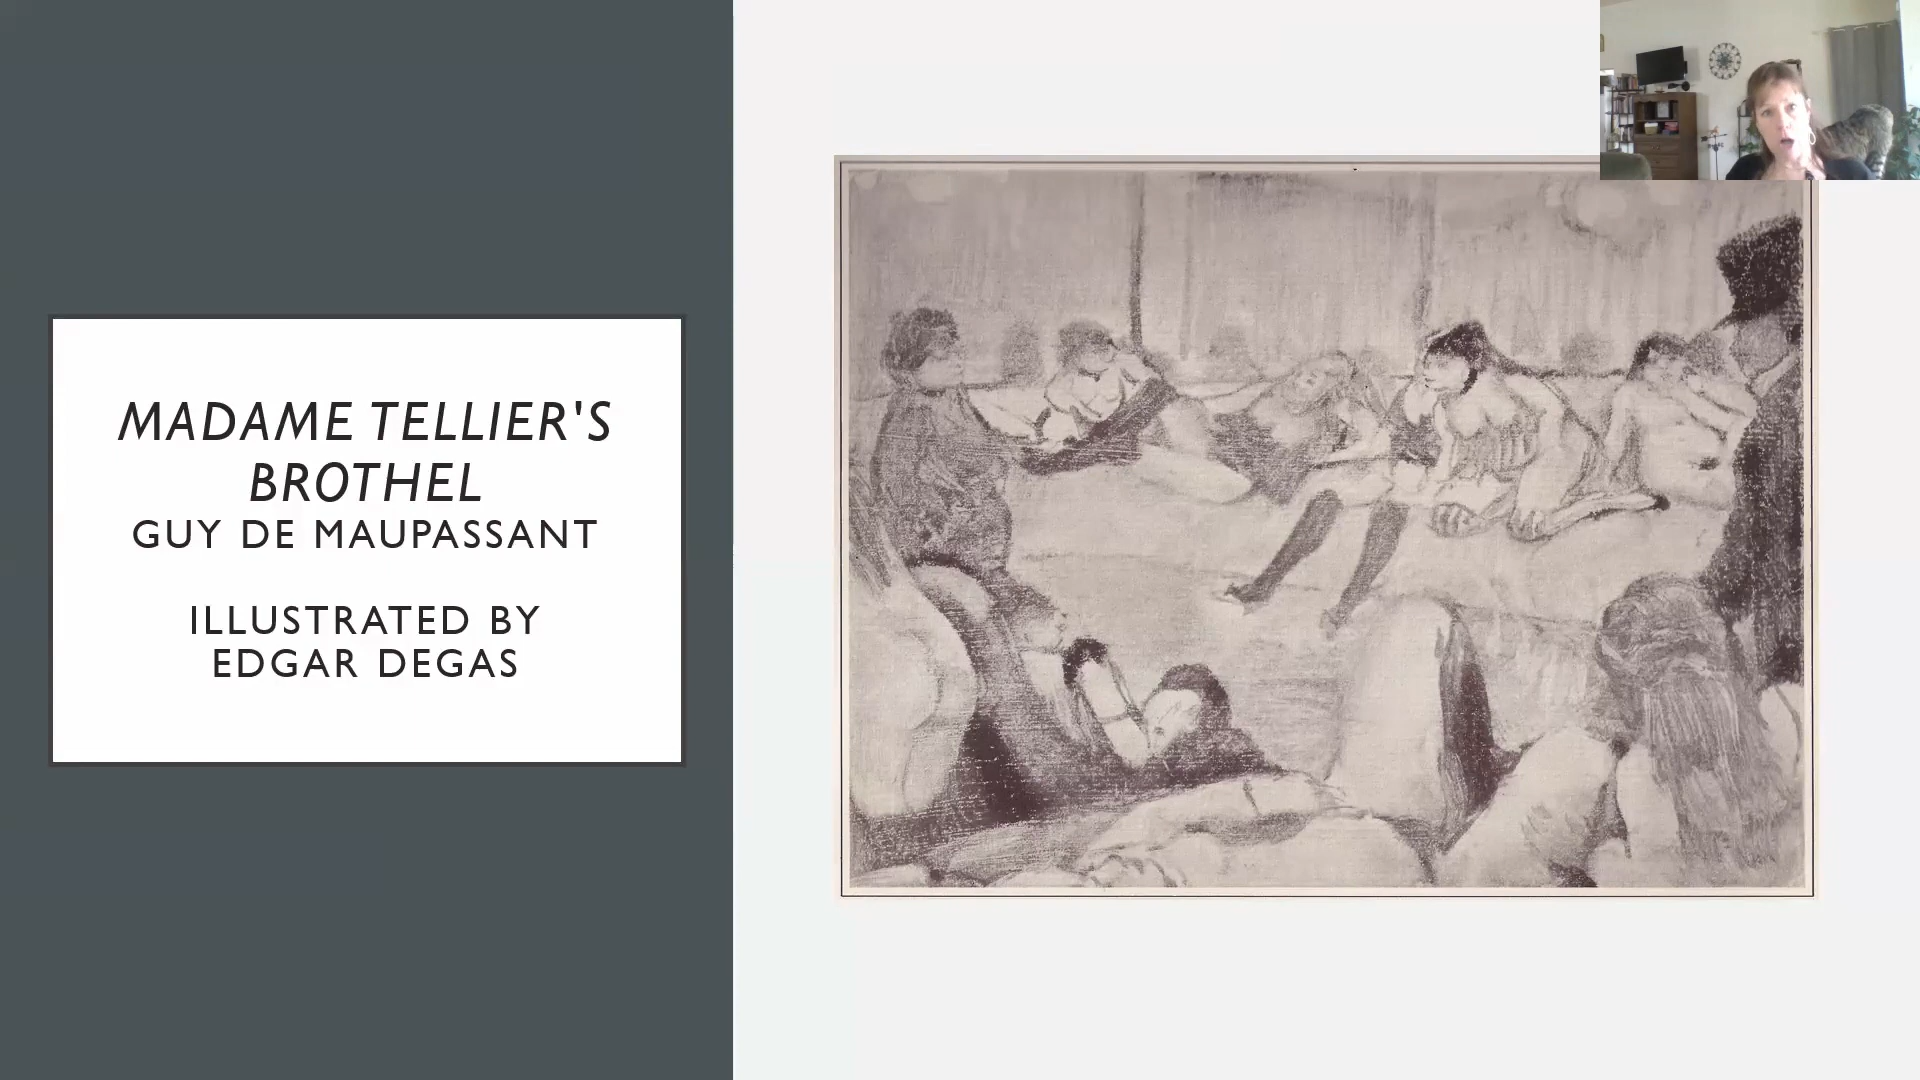 MADAME TELLIER'S
BROTHEL
GUY DE MAUPASSANT
ILLUSTRATED BY
EDGAR DEGAS